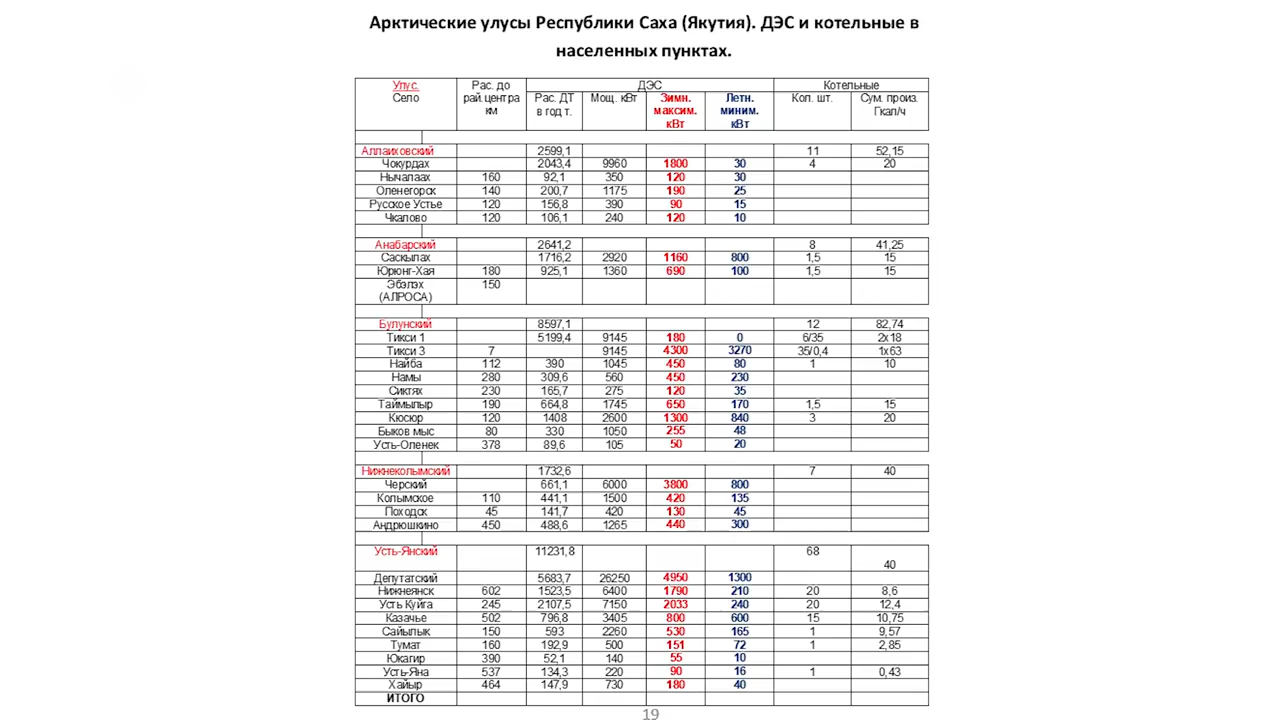 Арктические улусы Республики Саха (Якутия). ДЭС и котельные в
населенных пунктах.
Улус. Рас. до ДЭС Котельные
Село рай.центра Рас. ДТ Мощ. кВт Зимн. Летн. Кол. шт. Сум. произ.
км в год т. максим. миним. Гкал/ч
кВт кВт
Аллаиховский 2599,1 11 52,15
Чокурдах 2043,4 9960 1800 30 4 20
Нычалаах 160 92,1 350 120 30
Оленегорск 140 200,7 1175 190 25
Русское Устье 120 156,8 390 90 15
Чкалово 120 106,1 240 120 10
Анабарский 2641,2 8 41,25
Саскылах 1716,2 2920 1160 800 1,5 15
Юрюнг-Хая 180 925,1 1360 690 100 1,5 15
Эбэлэх 150
(АЛРОСА)
Булунский 8597,1 12 82,74
Тикси 1 5199,4 9145 180 0 6/35 2х18
Тикси 3 7 9145 4300 3270 35/0,4 1х63
Найба 112 390 1045 450 80 1 10
Намы 280 309,6 560 450 230
Сиктях 230 165,7 275 120 35
Таймылыр 190 664,8 1745 650 170 1,5 15
Кюсюр 120 1408 2600 1300 840 3 20
Быков мыс 80 330 1050 255 48
Усть-Оленек 378 89,6 105 50 20
Нижнеколымский 1732,6 7 40
Черский 661,1 6000 3800 800
Колымское 110 441,1 1500 420 135
Походск 45 141,7 420 130 45
Андрюшкино 450 488,6 1265 440 300
Усть-Янский 11231,8 68
40
Депутатский 5683,7 26250 4950 1300
Нижнеянск 602 1523,5 6400 1790 210 20 8,6
Усть Куйга 245 2107,5 7150 2033 240 20 12,4
Казачье 502 796,8 3405 800 600 15 10,75
Сайылык 150 593 2260 530 165 1 9,57
Тумат 160 192,9 500 151 72 1 2,85
Юкагир 390 52,1 140 55 10
Усть-Яна 537 134,3 220 90 16 1 0,43
Хайыр 464 147,9 730 180 40
ИТОГО
19